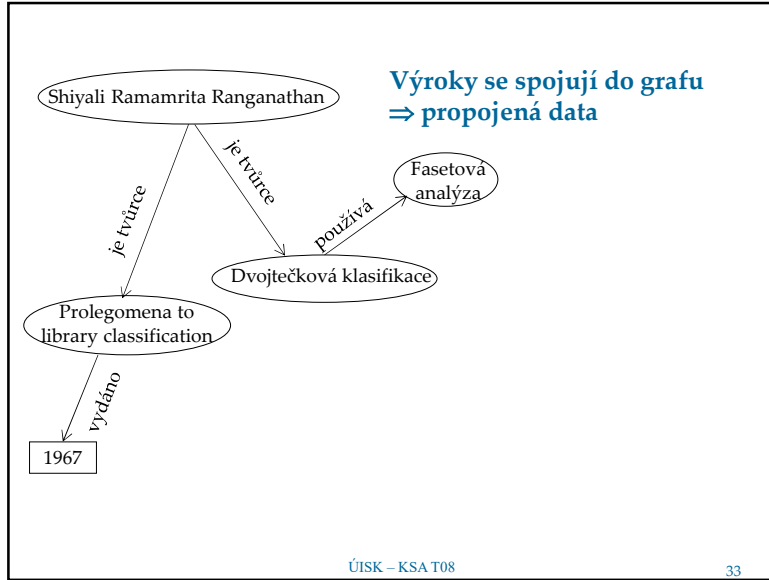 Výroky se spojují do grafu
⇒ propojená data
Shiyali Ramamrita Ranganathan
je tvůrce
je tvůrce
Fasetová
analýza
používá
Dvojtečková klasifikace
Prolegomena to
library classification
vydáno
1967
ÚISK – KSA T08
33